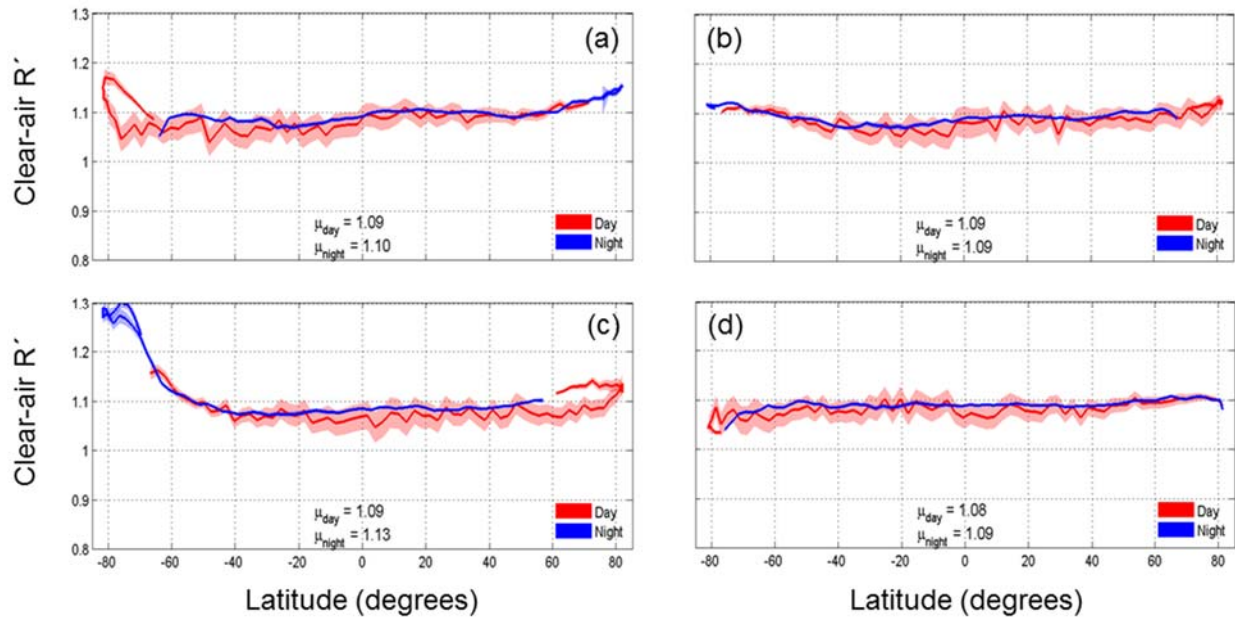 Clear-air R´
1.3
1.2
1.1
1
0.9
0.8
(a)
μday = 1.09
μnight = 1.10
Day
Night
(b)
μday = 1.09
μnight = 1.09
Day
Night
Clear-air R´
1.3
1.2
1.1
1
0.9
0.8
(c)
μday = 1.09
μnight = 1.13
Day
Night
(d)
μday = 1.08
μnight = 1.09
Day
Night
-80 -60 -40 -20 0 20 40 60 80
-80 -60 -40 -20 0 20 40 60 80
Latitude (degrees)
Latitude (degrees)